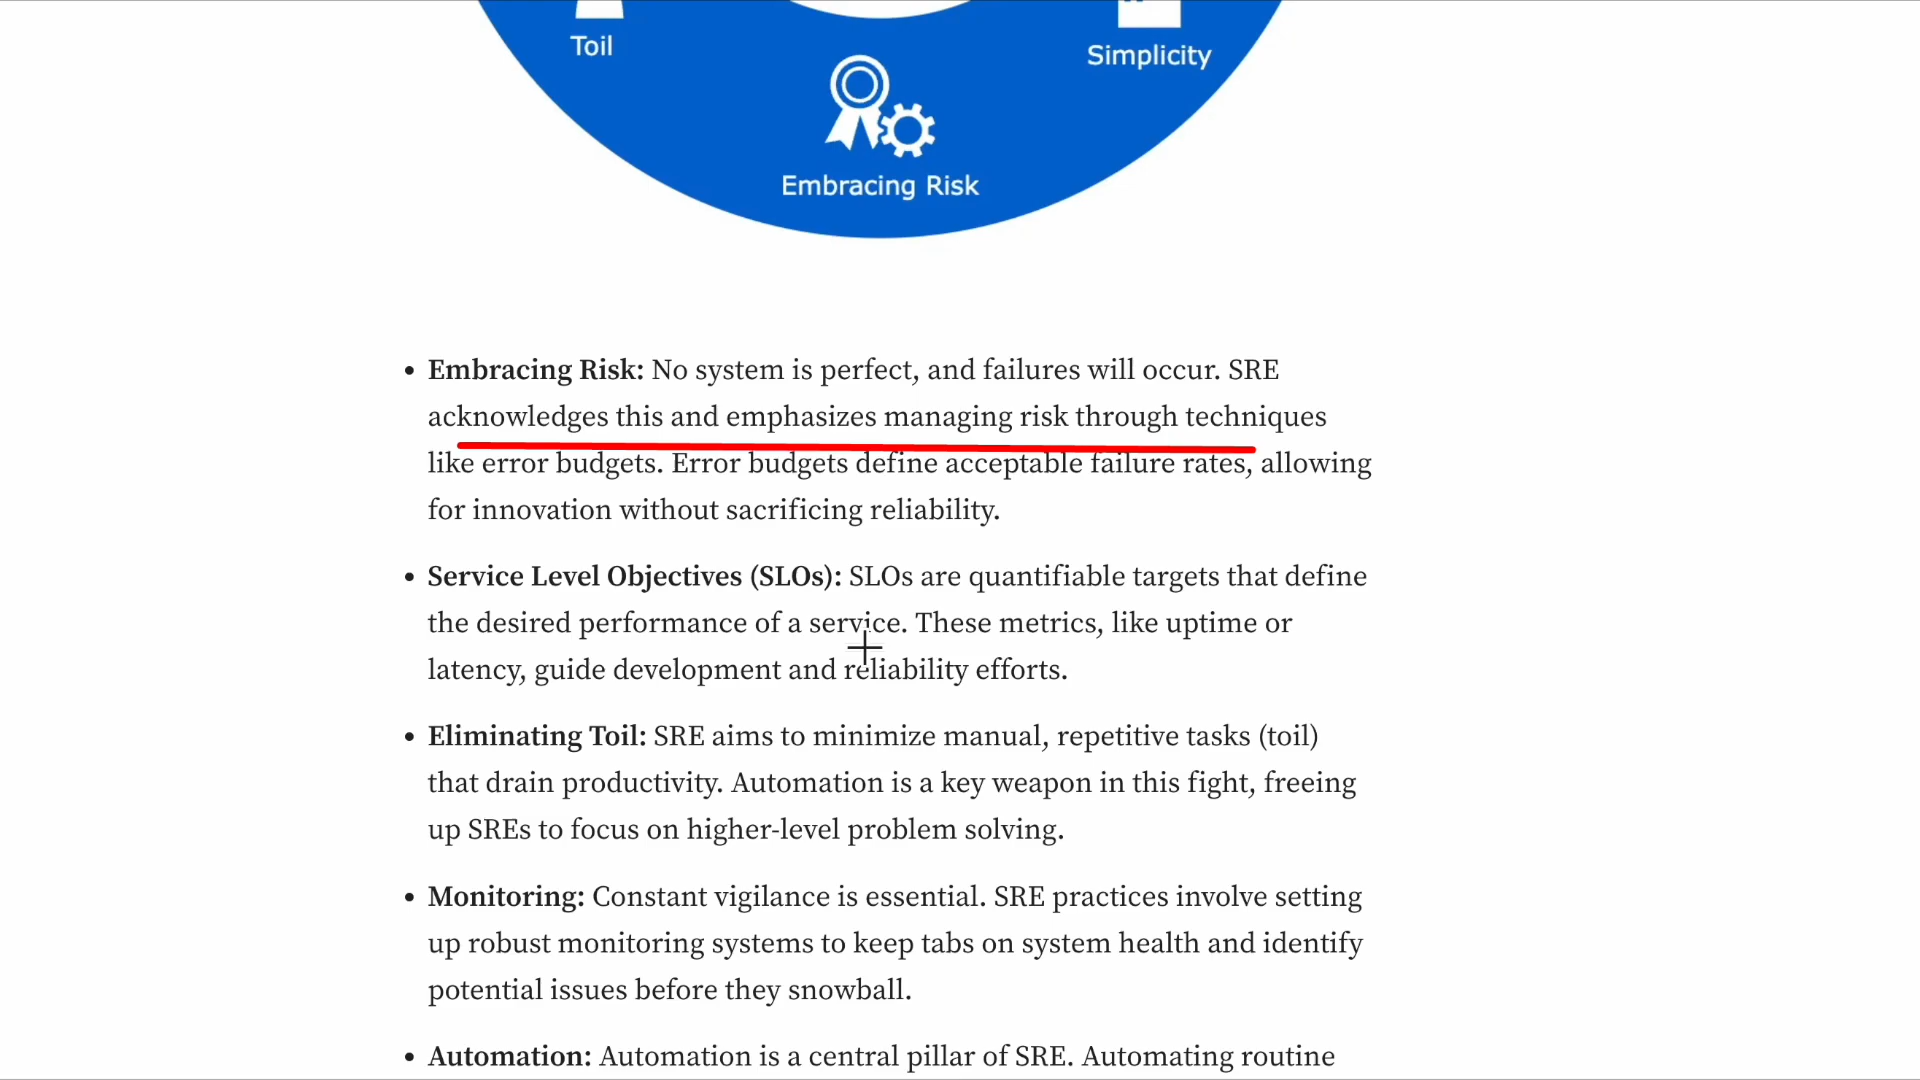 Toil
Simplicity
Embracing Risk
• Embracing Risk: No system is perfect, and failures will occur. SRE
acknowledges this and emphasizes managing risk through techniques
like error budgets. Error budgets define acceptable failure rates, allowing
for innovation without sacrificing reliability.
• Service Level Objectives (SLOs): SLOs are quantifiable targets that define
the desired performance of a service. These metrics, like uptime or
latency, guide development and reliability efforts.
• Eliminating Toil: SRE aims to minimize manual, repetitive tasks (toil)
that drain productivity. Automation is a key weapon in this fight, freeing
up SREs to focus on higher-level problem solving.
• Monitoring: Constant vigilance is essential. SRE practices involve setting
up robust monitoring systems to keep tabs on system health and identify
potential issues before they snowball.
• Automation: Automation is a central pillar of SRE. Automating routine